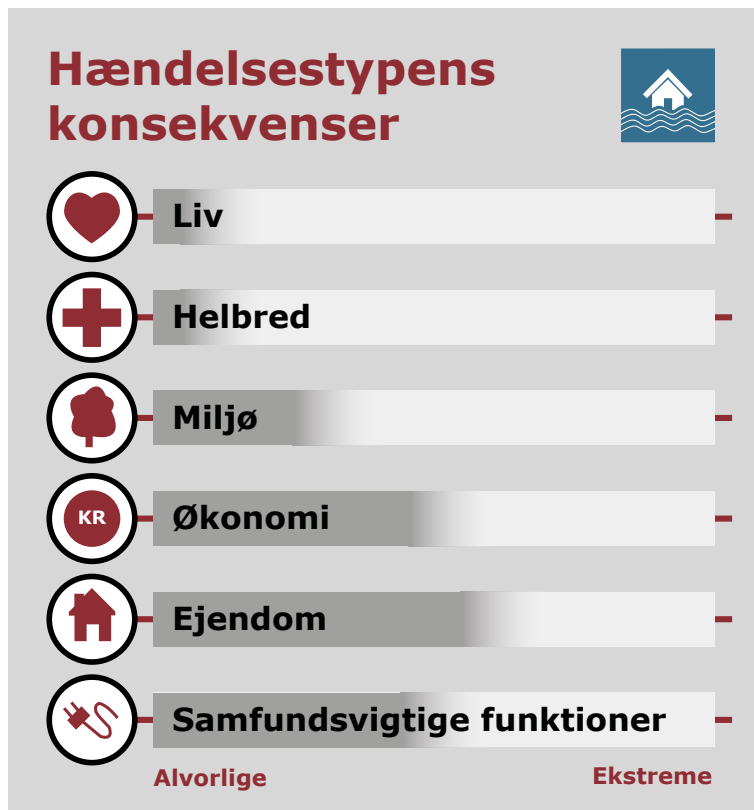 Hændelsestypens
konsekvenser
Liv
Helbred
Miljø
KR
Økonomi
Ejendom
Samfundsvigtige funktioner
Alvorlige
Ekstreme